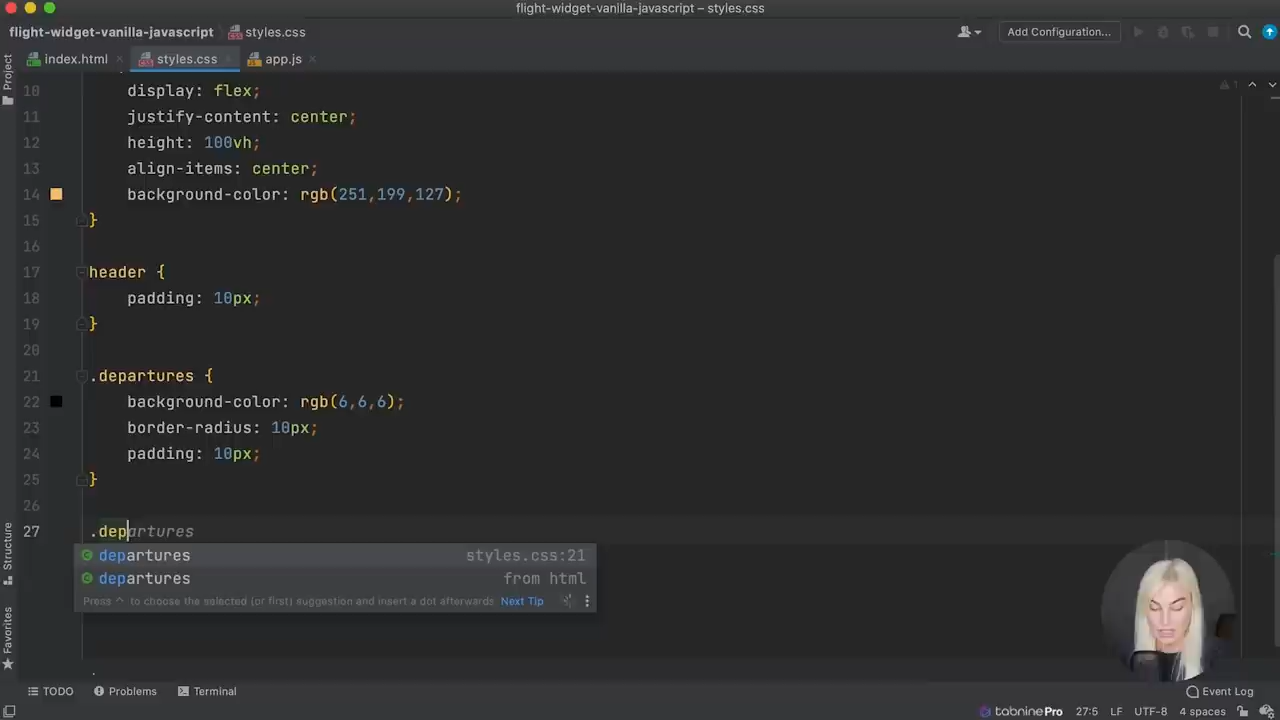 flight-widget-vanilla-javascript – styles.css
flight-widget-vanilla-javascript styles.css
Add Configuration...
index.html styles.css app.js
10 display: flex;
11 justify-content: center;
12 height: 100vh;
13 align-items: center;
14 background-color: rgb(251,199,127);
15 }
16
17 header {
18 padding: 10px;
19 }
20
21 .departures {
22 background-color: rgb(6,6,6);
23 border-radius: 10px;
24 padding: 10px;
25 }
26
27 .departures
departures styles.css:21
departures from html
Press ^. to choose the selected (or first) suggestion and insert a dot afterwards Next Tip
Project
Structure
Favorites
1
TODO Problems Terminal Event Log
tabninePro 27:5 LF UTF-8 4 spaces